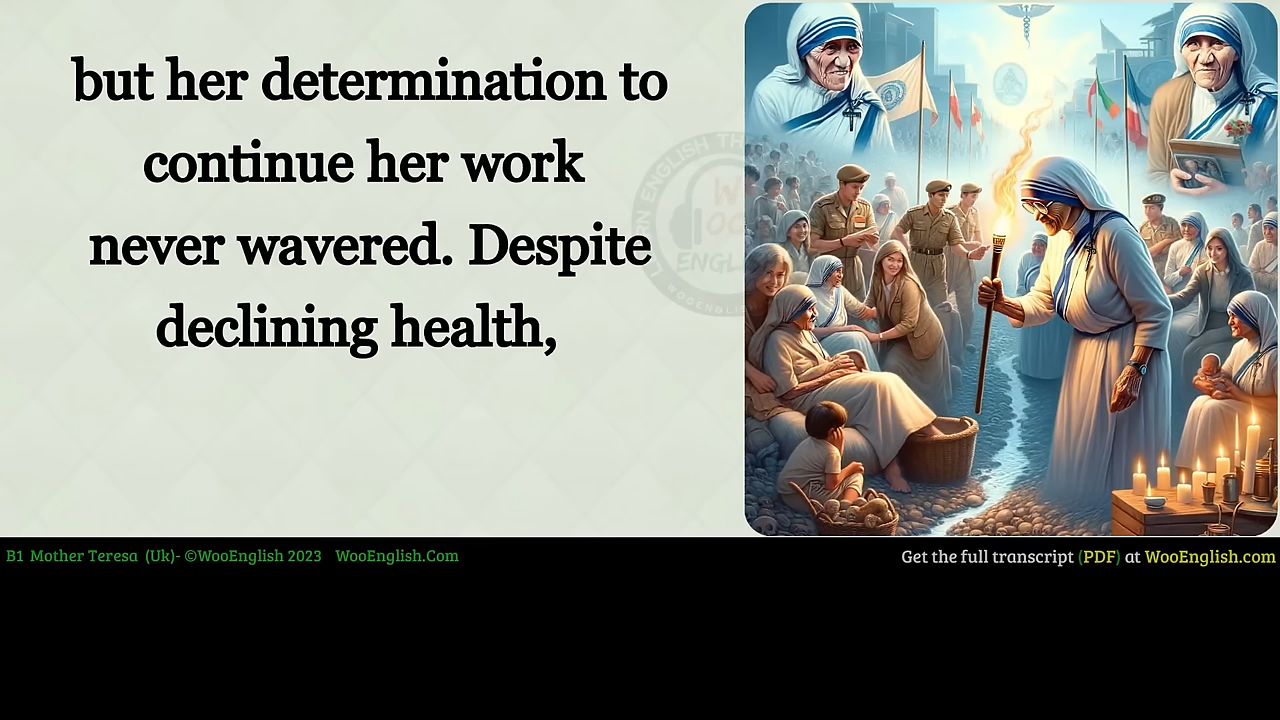 but her determination to
continue her work
never wavered. Despite
declining health,
B1 Mother Teresa (Uk)- ©WooEnglish 2023 WooEnglish.Com
Get the full transcript (PDF) at WooEnglish.com